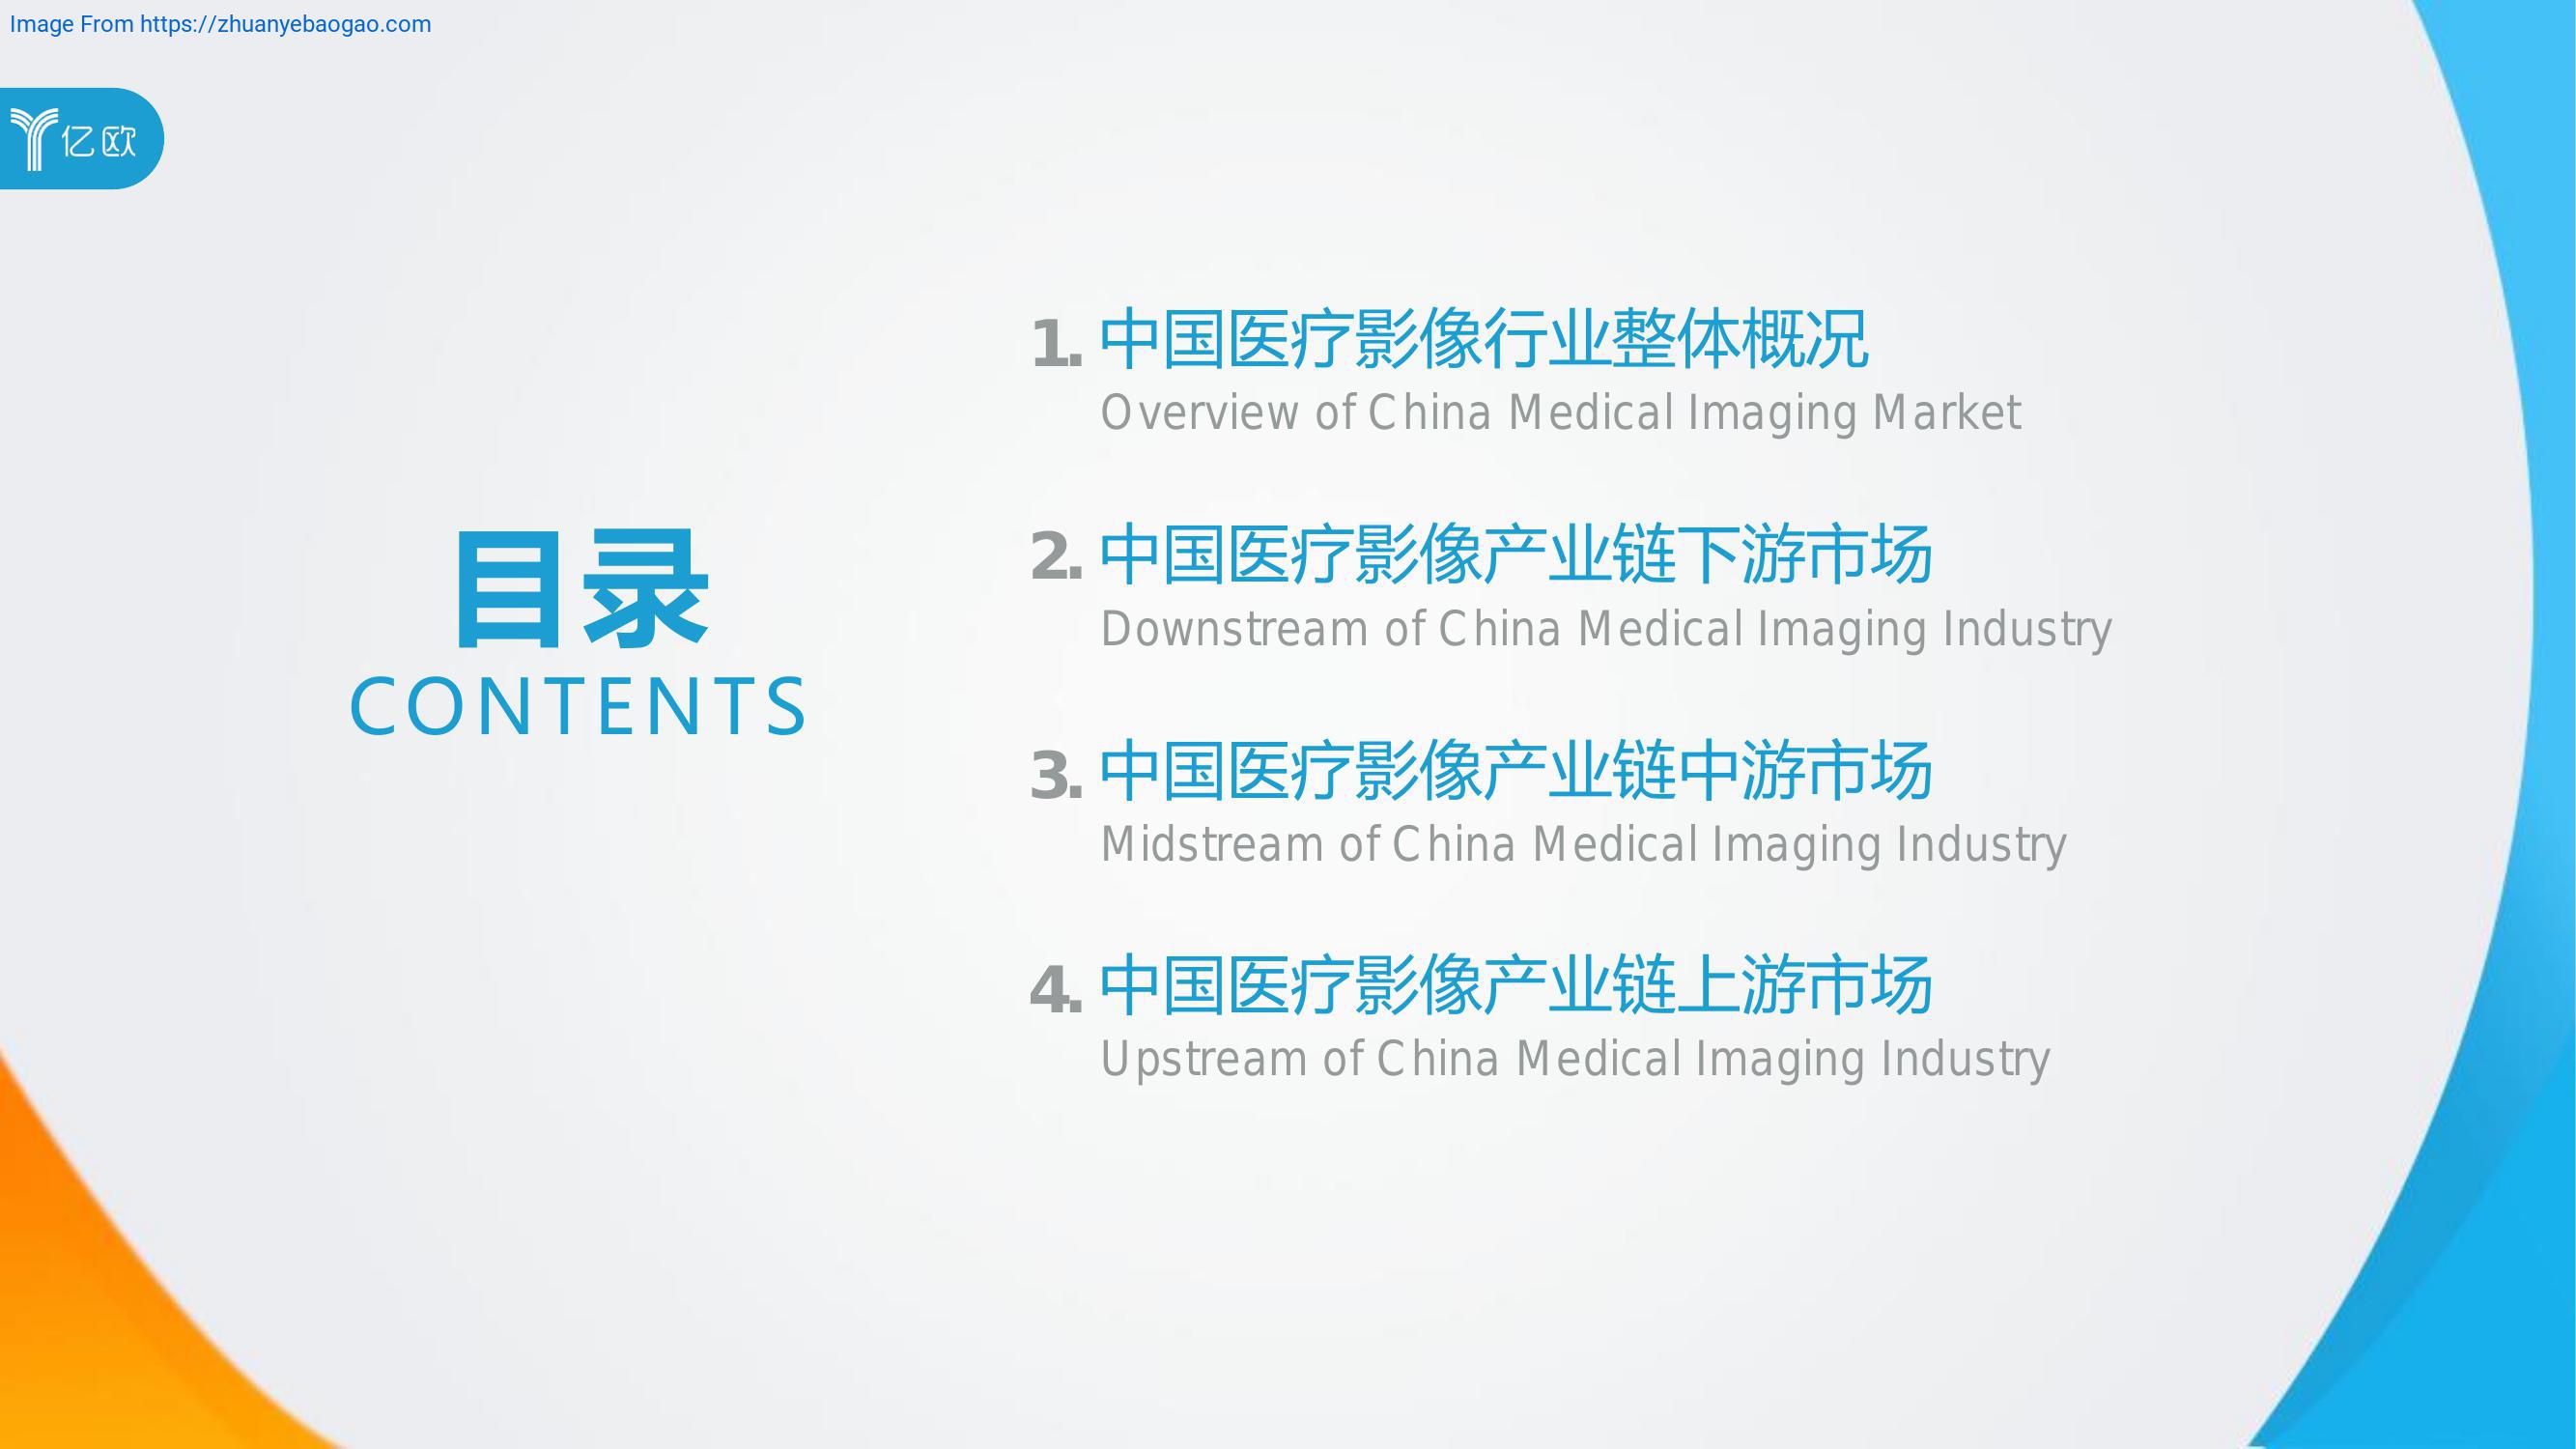 Image From https://zhuanyebaogao.com
亿欧
目录
CONTENTS
1. 中国医疗影像行业整体概况
Overview of China Medical Imaging Market
2. 中国医疗影像产业链下游市场
Downstream of China Medical Imaging Industry
3. 中国医疗影像产业链中游市场
Midstream of China Medical Imaging Industry
4. 中国医疗影像产业链上游市场
Upstream of China Medical Imaging Industry